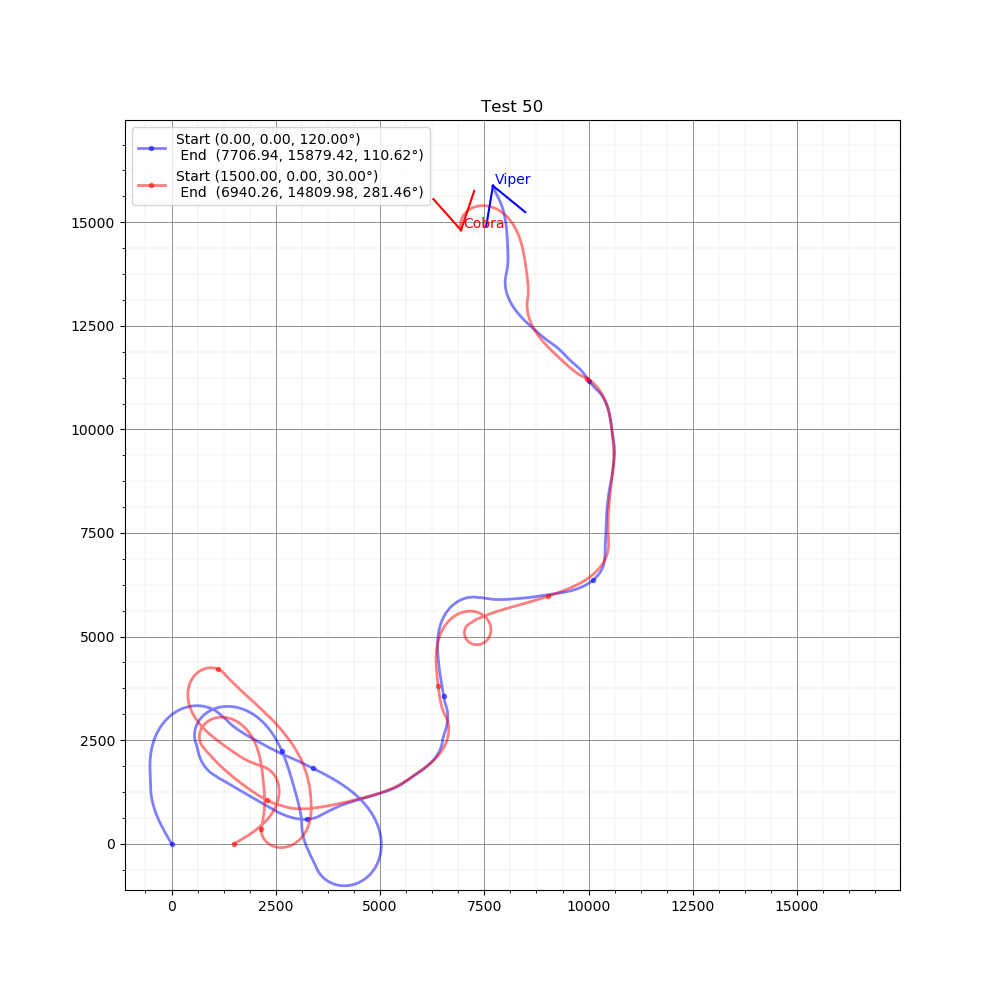 Test 50
Start (0.00, 0.00, 120.00°)
End (7706.94, 15879.42, 110.62°)
Start (1500.00, 0.00, 30.00°)
End (6940.26, 14809.98, 281.46°)
Viper
Cobra
15000
12500
10000
7500
5000
2500
0
0 2500 5000 7500 10000 12500 15000